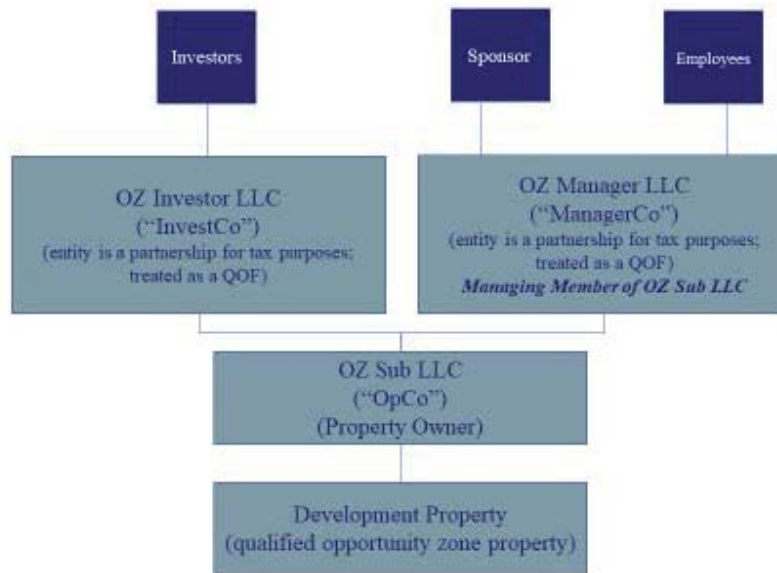 Investors
Sponsor
Employees
OZ Investor LLC
(“InvestCo”)
(entity is a partnership for tax purposes;
treated as a QOF)
OZ Manager LLC
(“ManagerCo”)
(entity is a partnership for tax purposes;
treated as a QOF)
Managing Member of OZ Sub LLC
OZ Sub LLC
(“OpCo”)
(Property Owner)
Development Property
(qualified opportunity zone property)